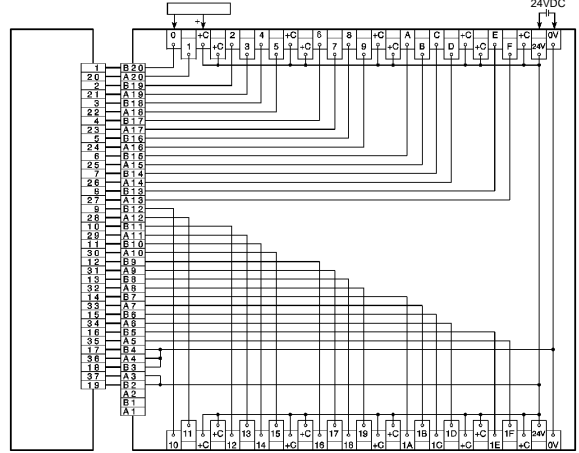 24VDC
+
0 +C 2 4 +C 6 8 +C A C +C E +C 0V
1 +C 3 5 +C 7 9 +C B D +C F 24V
1 B20
20 A20
2 B19
21 A19
3 B18
22 A18
4 B17
23 A17
5 B16
24 A16
6 B15
25 A15
7 B14
26 A14
8 B13
27 A13
9 B12
28 A12
10 B11
29 A11
11 B10
30 A10
12 B9
31 A9
13 B8
32 A8
14 B7
33 A7
15 B6
34 A6
16 B5
35 A5
17 B4
36 A4
18 B3
37 A3
19 B2
A2
B1
A1
11 +C 13 15 +C 17 19 +C 1B 1D +C 1F 24V
10 +C 12 14 +C 16 18 +C 1A 1C +C 1E +C 0V